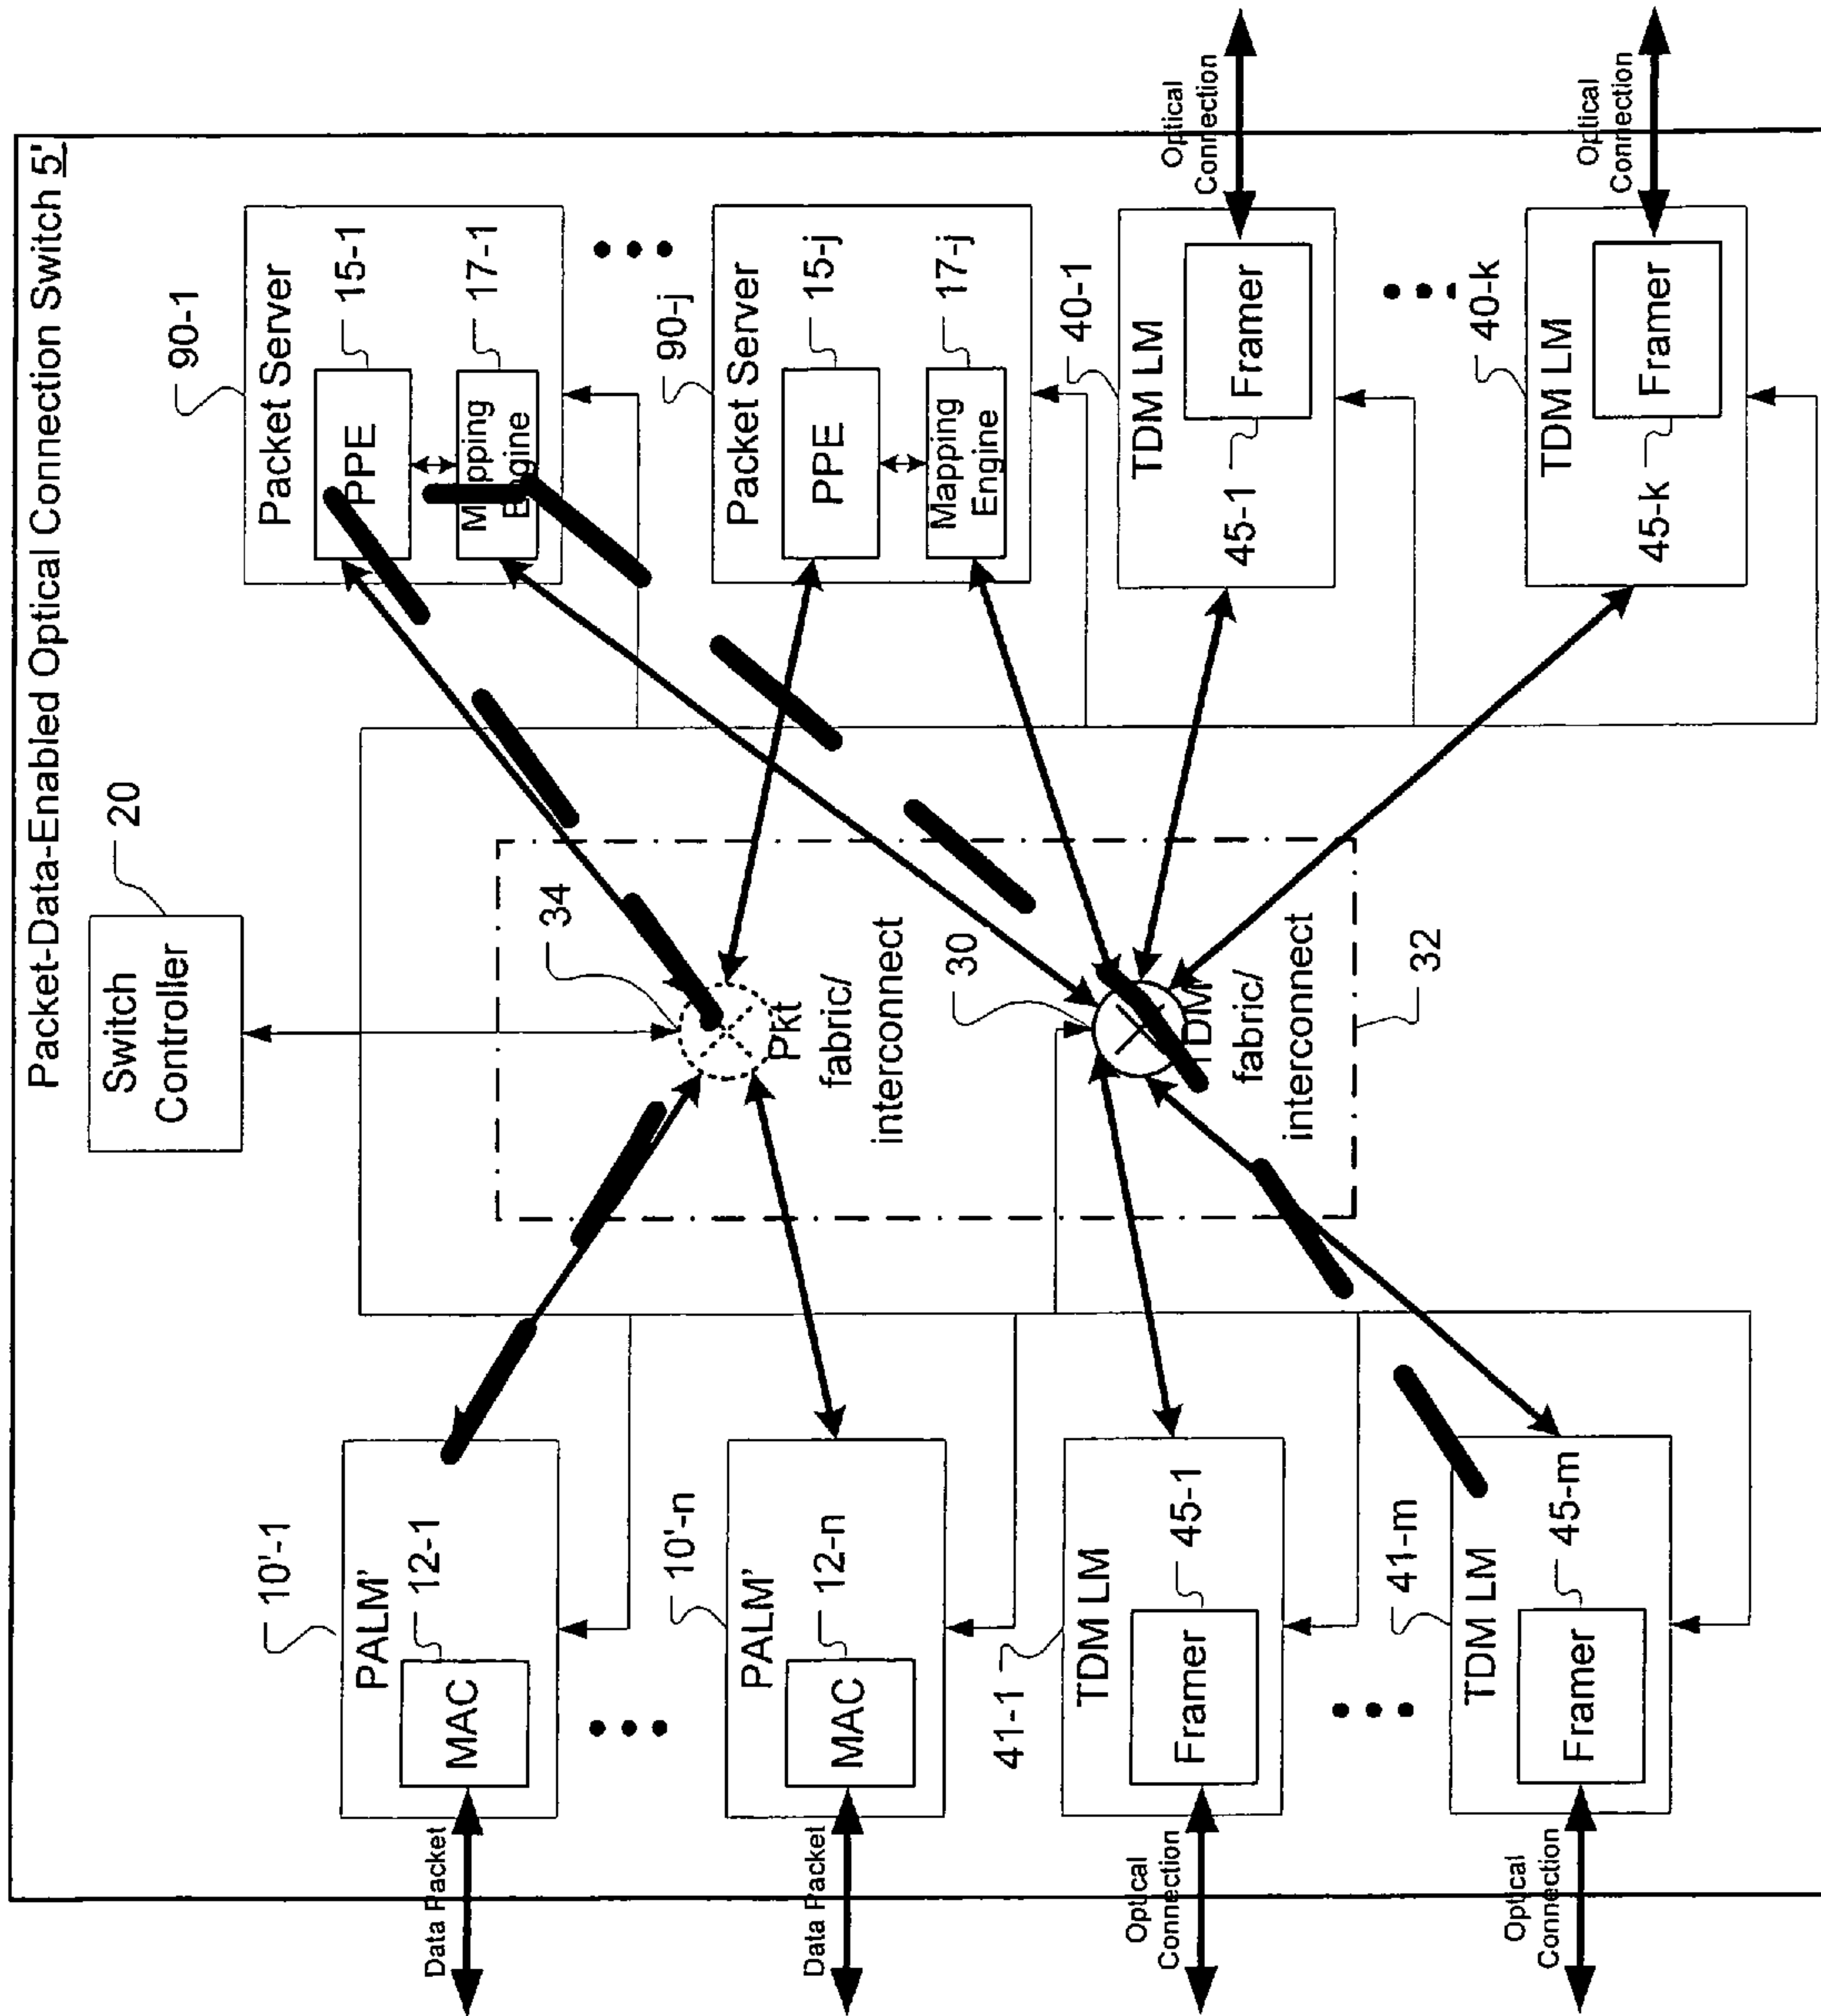 Packet-Data-Enabled Optical Connection Switch 5'
Switch
Controller
20
10'-1
PALM'
12-1
MAC
Data Packet
10'-n
PALM'
12-n
MAC
Data Packet
41-1
TDM LM
45-1
Framer
Optical
Connection
41-m
TDM LM
45-m
Framer
Optical
Connection
34
Pkt
fabric/
interconnect
30
TDM
fabric/
interconnect
32
90-1
Packet Server
15-1
PPE
17-1
Mapping
Engine
90-j
Packet Server
15-j
PPE
17-j
Mapping
Engine
40-1
TDM LM
45-1
Framer
Optical
Connection
40-k
TDM LM
45-k
Framer
Optical
Connection